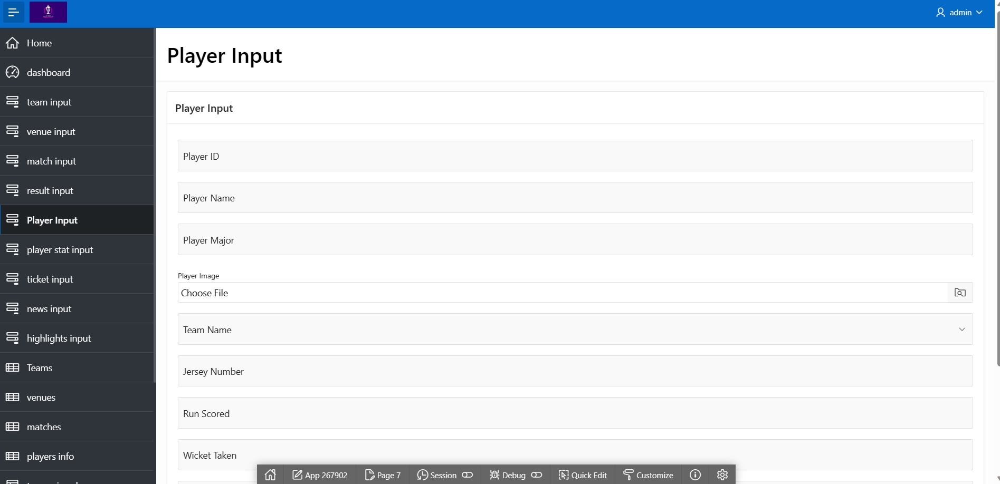 admin
Home
dashboard
team input
venue input
match input
result input
Player Input
player stat input
ticket input
news input
highlights input
Teams
venues
matches
players info
Player Input
Player Input
Player ID
Player Name
Player Major
Player Image
Choose File
Team Name
Jersey Number
Run Scored
Wicket Taken
App 267902 Page 7 Session Debug Quick Edit Customize